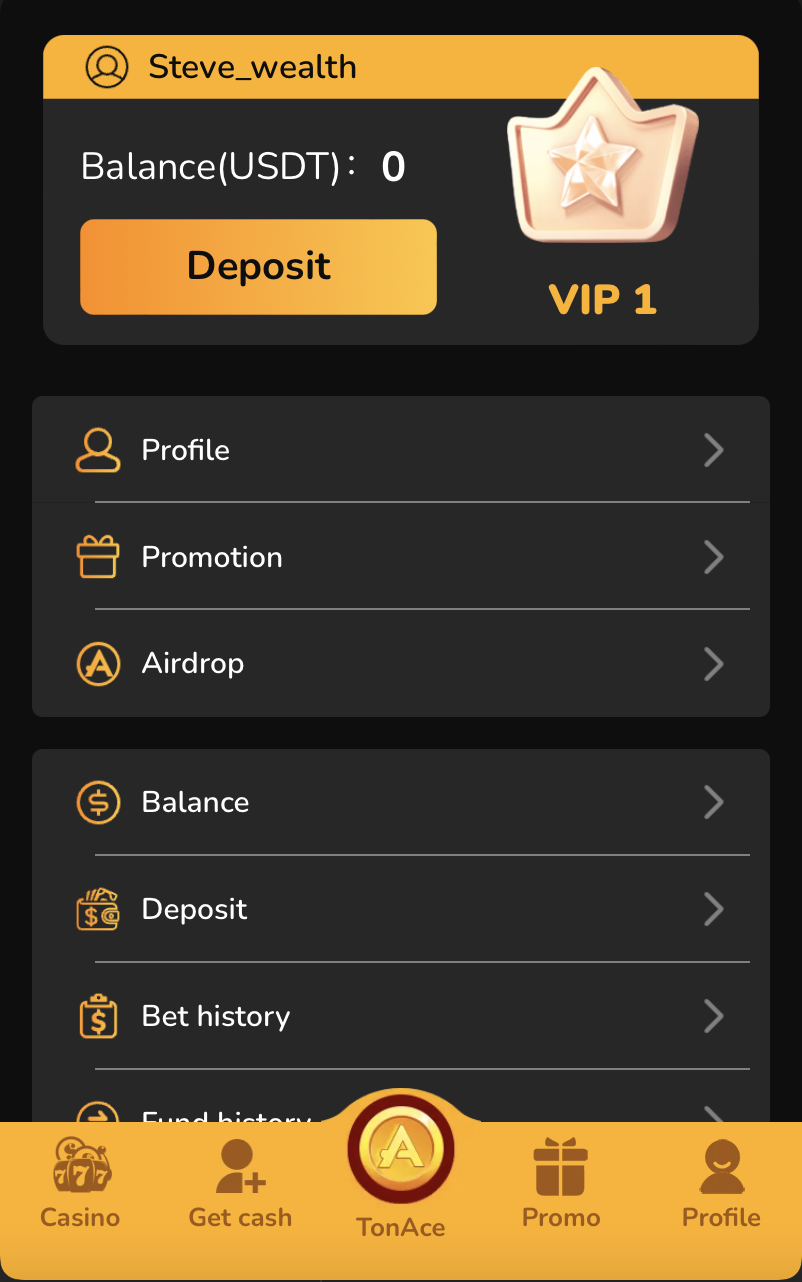 Steve_wealth
Balance(USDT): 0
Deposit
VIP 1
Profile
Promotion
Airdrop
Balance
Deposit
Bet history
Fund history
777
Casino
Get cash
TonAce
Promo
Profile